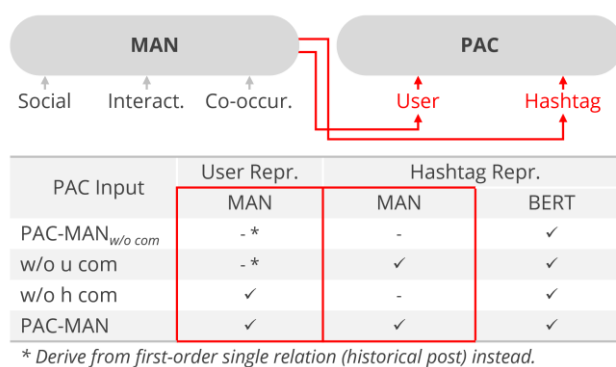 MAN PAC
Social Interact. Co-occur. User Hashtag
PAC Input User Repr. Hashtag Repr.
MAN MAN BERT
PAC-MAN w/o com - * - ✓
w/o u com - * ✓ ✓
w/o h com ✓ - ✓
PAC-MAN ✓ ✓ ✓
* Derive from first-order single relation (historical post) instead.